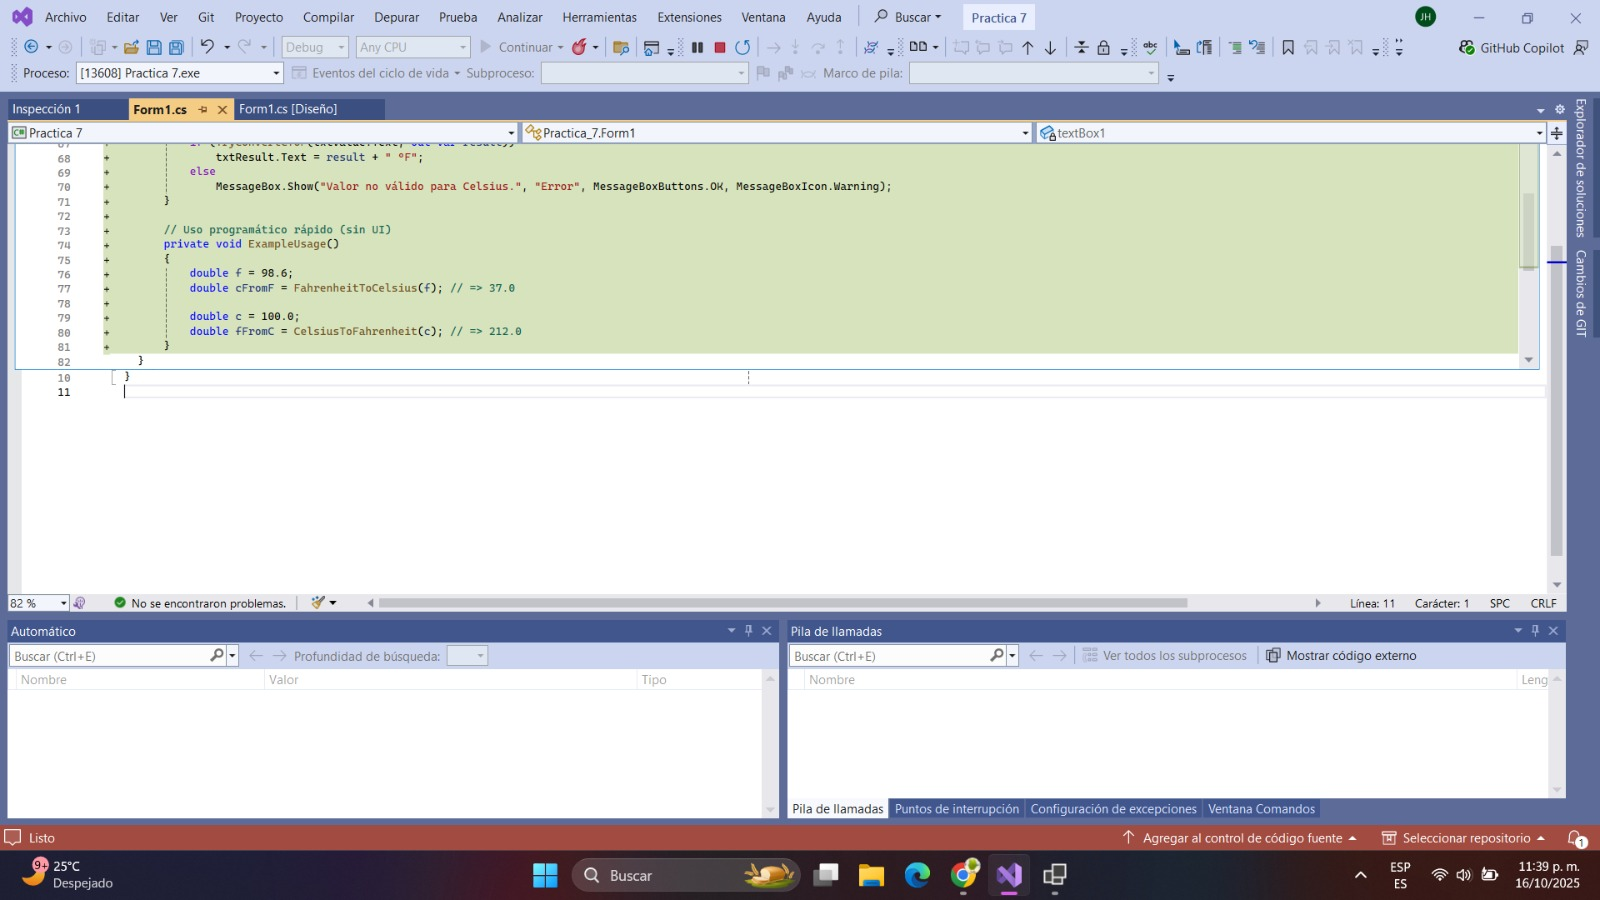 Archivo Editar Ver Git Proyecto Compilar Depurar Prueba Analizar Herramientas Extensiones Ventana Ayuda Buscar Practica 7 JH
Debug Any CPU Continuar GitHub Copilot
Proceso: [13608] Practica 7.exe Eventos del ciclo de vida Subproceso: Marco de pila:
Inspección 1 Form1.cs Form1.cs [Diseño]
Practica 7 Practica_7.Form1 textBox1
68 txtResult.Text = result + " ºF";
69 else
70 MessageBox.Show("Valor no válido para Celsius.", "Error", MessageBoxButtons.OK, MessageBoxIcon.Warning);
71 }
72
73 // Uso programático rápido (sin UI)
74 private void ExampleUsage()
75 {
76 double f = 98.6;
77 double cFromF = FahrenheitToCelsius(f); // => 37.0
78
79 double c = 100.0;
80 double fFromC = CelsiusToFahrenheit(c); // => 212.0
81 }
82 }
10 }
11
Explorador de soluciones
Cambios de GIT
82 % No se encontraron problemas. Línea: 11 Carácter: 1 SPC CRLF
Automático
Buscar (Ctrl+E) Profundidad de búsqueda:
Nombre Valor Tipo
Pila de llamadas
Buscar (Ctrl+E) Ver todos los subprocesos Mostrar código externo
Nombre Leng
Pila de llamadas Puntos de interrupción Configuración de excepciones Ventana Comandos
Listo Agregar al control de código fuente Seleccionar repositorio 1
9+ 25°C
Despejado
Buscar
ESP
ES
11:39 p. m.
16/10/2025